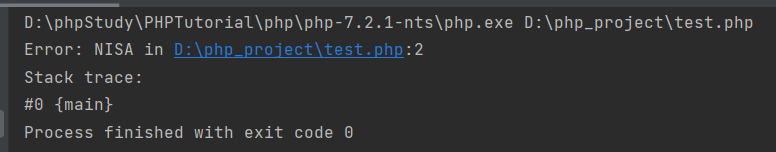 D:\phpStudy\PHPTutorial\php\php-7.2.1-nts\php.exe D:\php_project\test.php
Error: NISA in D:\php_project\test.php:2
Stack trace:
#0 {main}
Process finished with exit code 0